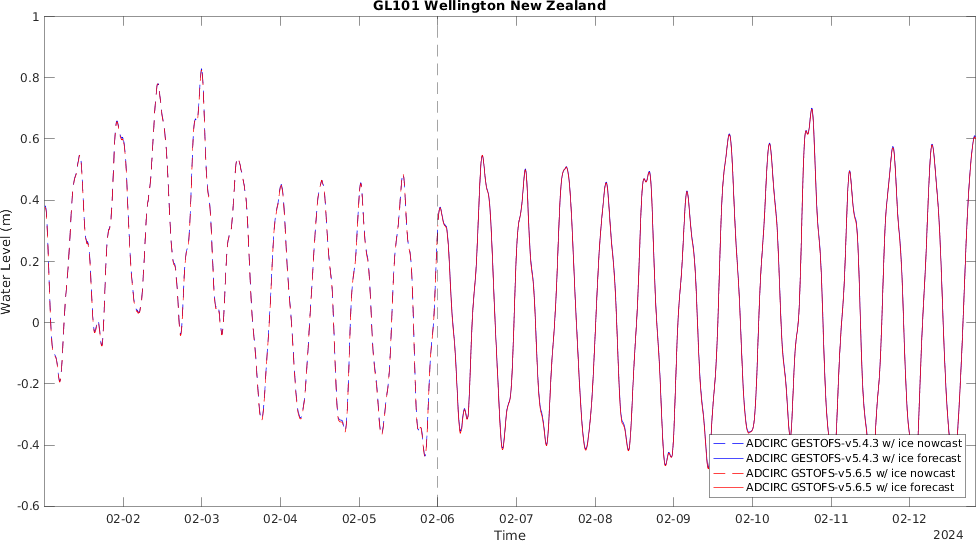 GL101 Wellington New Zealand
1
0.8
0.6
0.4
0.2
0
-0.2
-0.4
-0.6
Water Level (m)
ADCIRC GESTOFS-v5.4.3 w/ ice nowcast
ADCIRC GESTOFS-v5.4.3 w/ ice forecast
ADCIRC GSTOFS-v5.6.5 w/ ice nowcast
ADCIRC GSTOFS-v5.6.5 w/ ice forecast
02-02 02-03 02-04 02-05 02-06 02-07 02-08 02-09 02-10 02-11 02-12
Time
2024